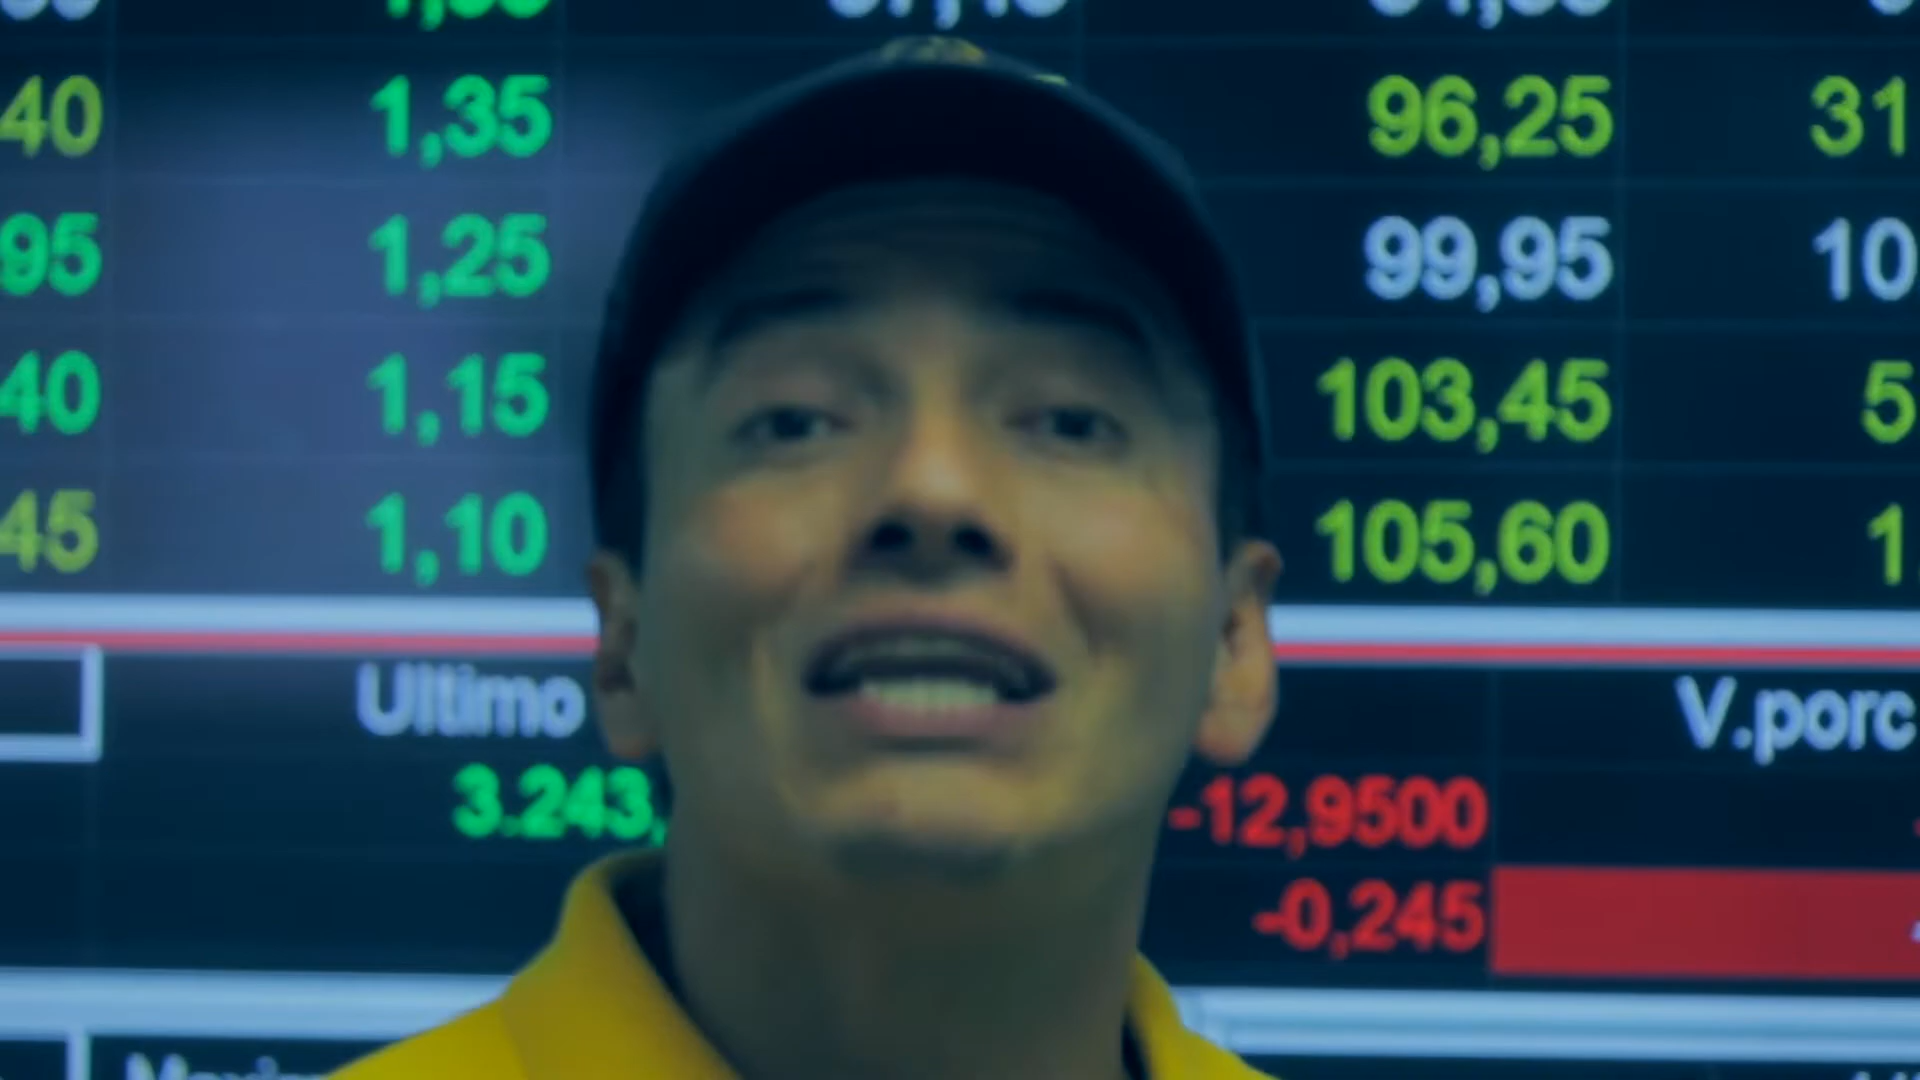 40 1,35 96,25 31
95 1,25 99,95 10
40 1,15 103,45 5
45 1,10 105,60 1
Ultimo V.porc
3.243, -12,9500
-0,245